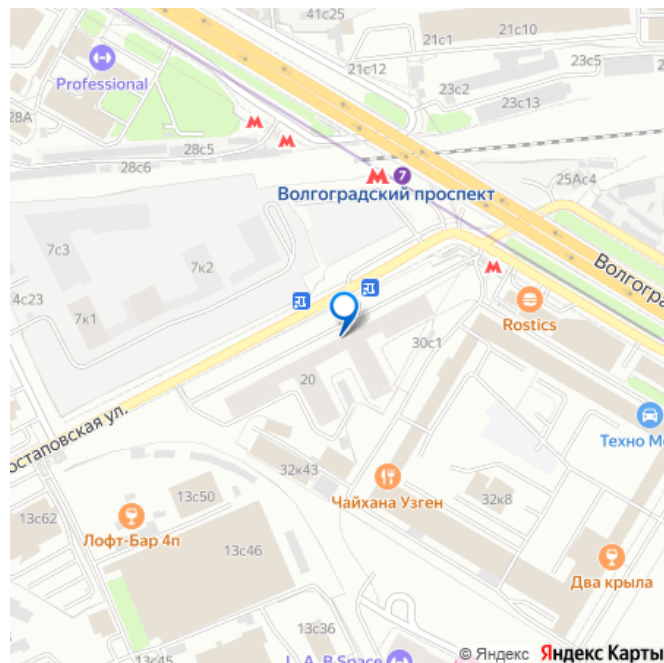 41с25
21с1
21с10
Professional
21с12
23с5
23с2
23с13
28А
28с5
28с6
25Ас4
7
Волгоградский проспект
7с3
7к2
Волгогра
4с23
7к1
Rostics
30с1
20
Техно М
остаповская ул.
32к43
13с50
Чайхана Узген
32к8
13с62
Лофт-Бар 4п
13с46
Два крыла
13с36
13с45
L. A. B Space
© Яндекс Яндекс Карты